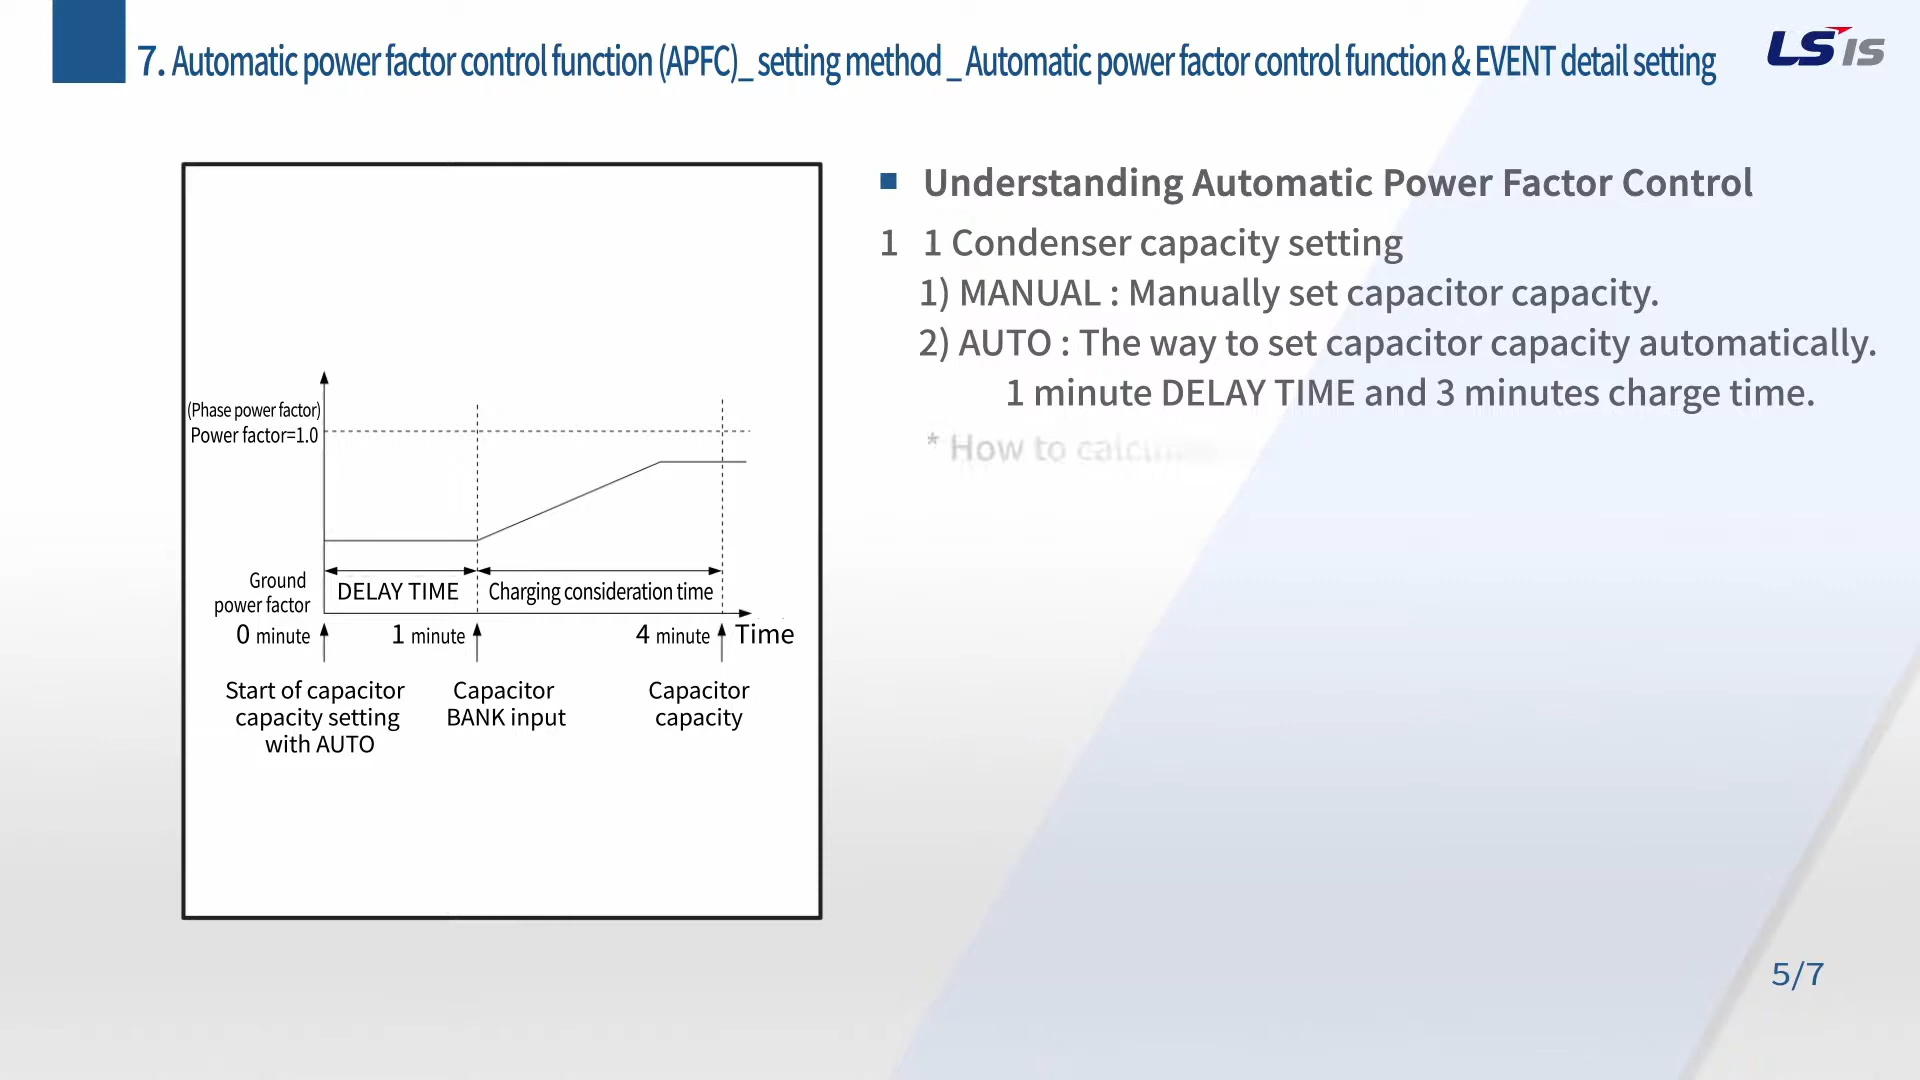 7. Automatic power factor control function (APFC)_ setting method _ Automatic power factor control function & EVENT detail setting
LS IS
■ Understanding Automatic Power Factor Control
1 1 Condenser capacity setting
1) MANUAL : Manually set capacitor capacity.
2) AUTO : The way to set capacitor capacity automatically.
1 minute DELAY TIME and 3 minutes charge time.
* How to
(Phase power factor)
Power factor=1.0
Ground
power factor
DELAY TIME
Charging consideration time
0 minute
1 minute
4 minute
Time
Start of capacitor
capacity setting
with AUTO
Capacitor
BANK input
Capacitor
capacity
5/7